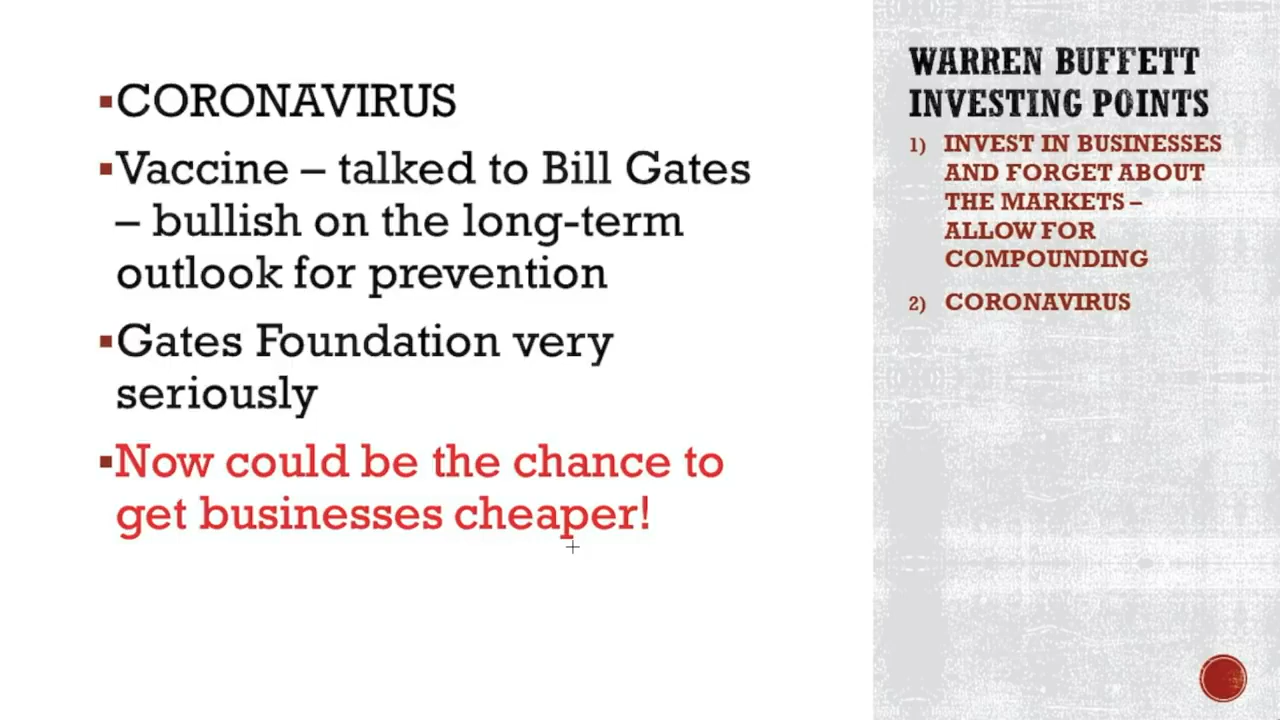 ▪CORONAVIRUS
▪Vaccine – talked to Bill Gates
– bullish on the long-term
outlook for prevention
▪Gates Foundation very
seriously
▪Now could be the chance to
get businesses cheaper!
WARREN BUFFETT
INVESTING POINTS
1) INVEST IN BUSINESSES
AND FORGET ABOUT
THE MARKETS –
ALLOW FOR
COMPOUNDING
2) CORONAVIRUS